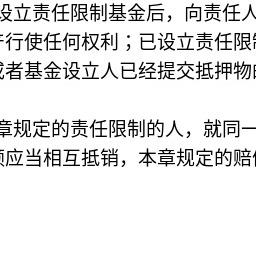 设立责任限制基金后，向责任人
行使任何权利；已设立责任限
者基金设立人已经提交抵押物
章规定的责任限制的人，就同一
应当相互抵销，本章规定的赔